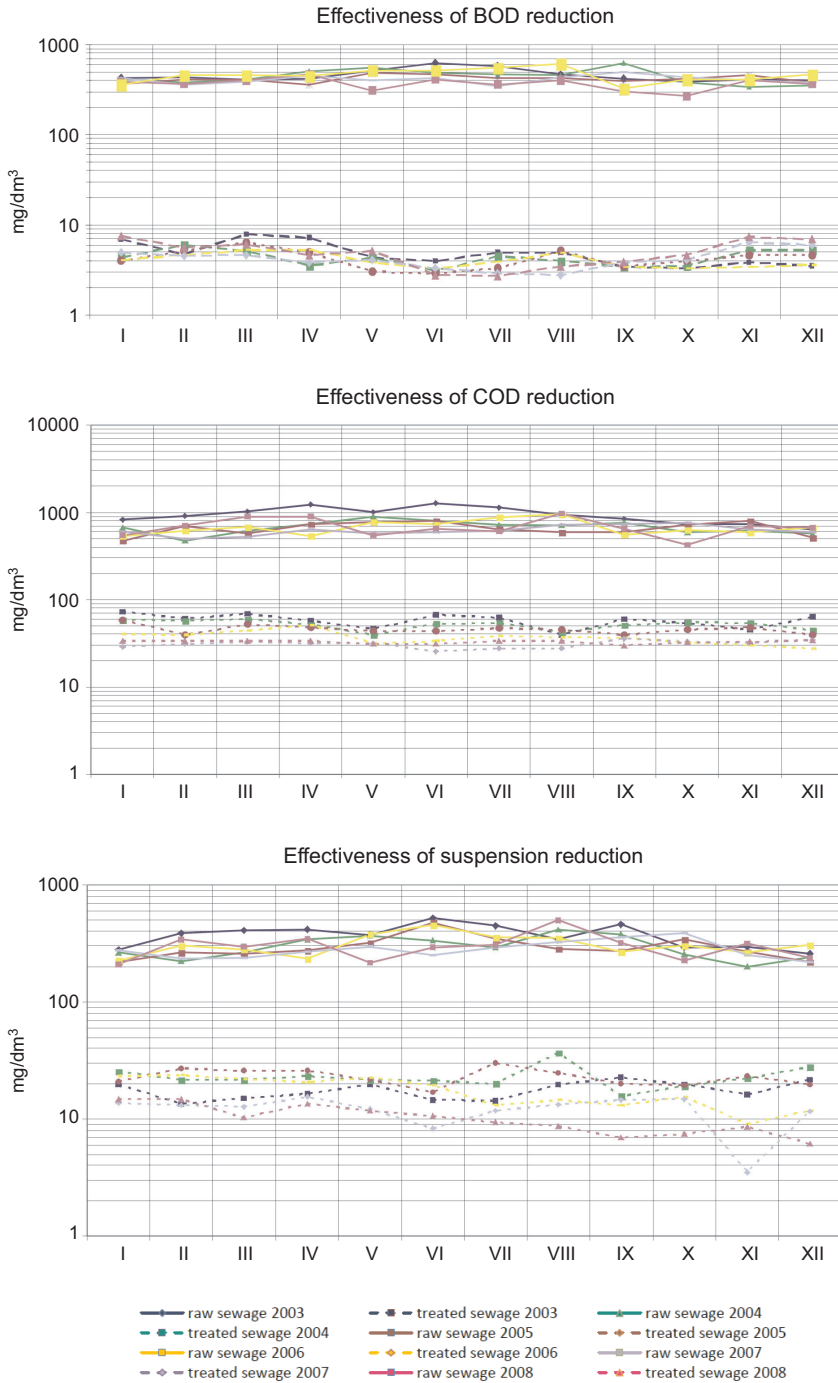 Effectiveness of BOD reduction
1000
100
10
1
mg/dm³
I II III IV V VI VII VIII IX X XI XII
Effectiveness of COD reduction
10000
1000
100
10
1
mg/dm³
I II III IV V VI VII VIII IX X XI XII
Effectiveness of suspension reduction
1000
100
10
1
mg/dm³
I II III IV V VI VII VIII IX X XI XII
raw sewage 2003 treated sewage 2003 raw sewage 2004
treated sewage 2004 raw sewage 2005 treated sewage 2005
raw sewage 2006 treated sewage 2006 raw sewage 2007
treated sewage 2007 raw sewage 2008 treated sewage 2008